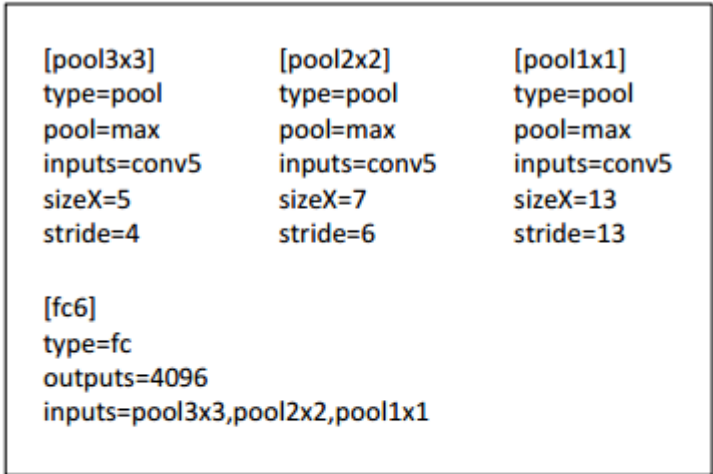 [pool3x3]
type=pool
pool=max
inputs=conv5
sizeX=5
stride=4
[pool2x2]
type=pool
pool=max
inputs=conv5
sizeX=7
stride=6
[pool1x1]
type=pool
pool=max
inputs=conv5
sizeX=13
stride=13
[fc6]
type=fc
outputs=4096
inputs=pool3x3,pool2x2,pool1x1